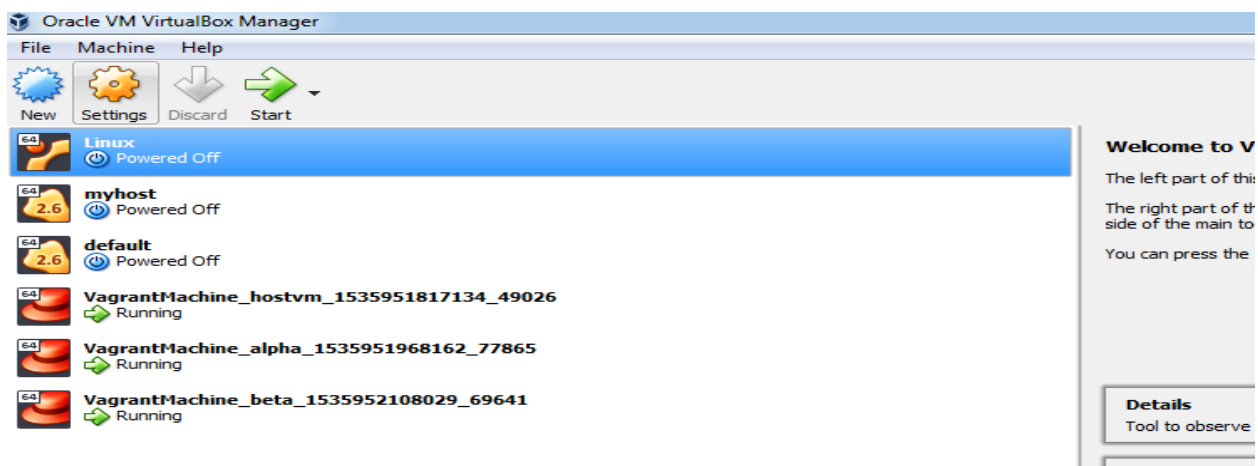 Oracle VM VirtualBox Manager
File Machine Help
New Settings Discard Start
64 Linux
Powered Off
64 2.6 myhost
Powered Off
64 2.6 default
Powered Off
64 VagrantMachine_hostvm_1535951817134_49026
Running
64 VagrantMachine_alpha_1535951968162_77865
Running
64 VagrantMachine_beta_1535952108029_69641
Running
Welcome to V
The left part of this
The right part of th
side of the main to
You can press the
Details
Tool to observe